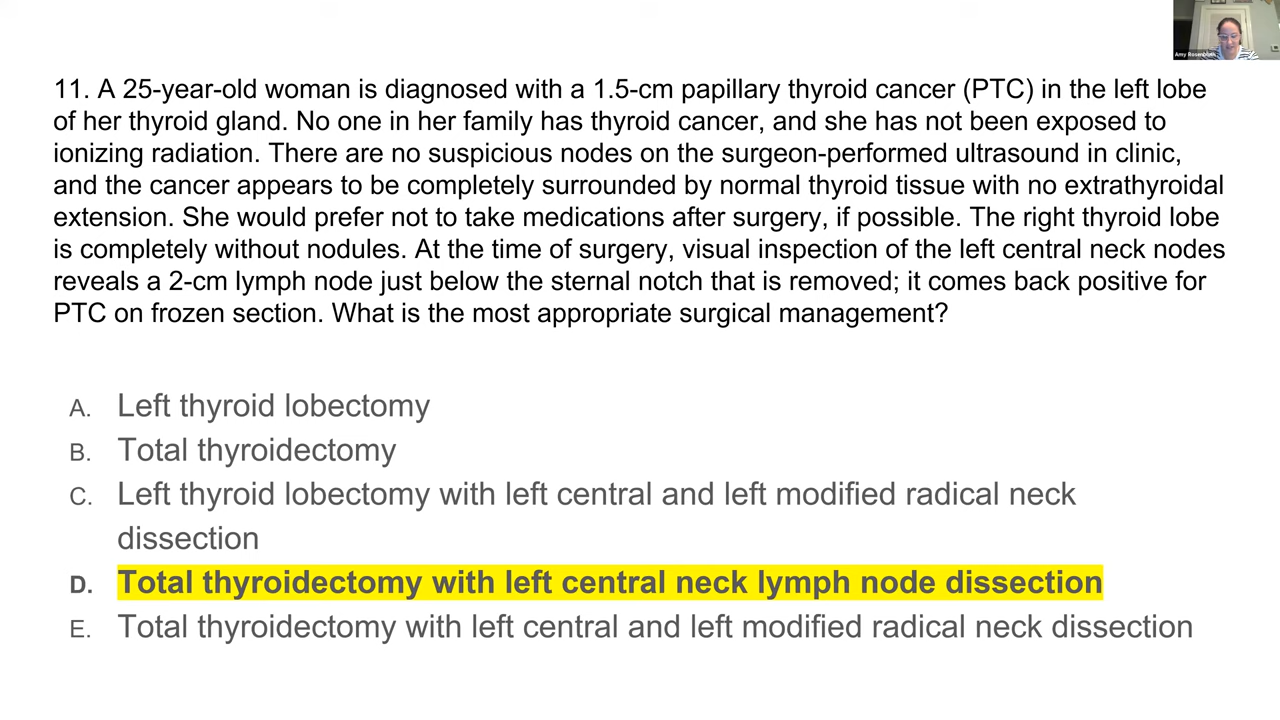 Amy Rosenbluth
11. A 25-year-old woman is diagnosed with a 1.5-cm papillary thyroid cancer (PTC) in the left lobe
of her thyroid gland. No one in her family has thyroid cancer, and she has not been exposed to
ionizing radiation. There are no suspicious nodes on the surgeon-performed ultrasound in clinic,
and the cancer appears to be completely surrounded by normal thyroid tissue with no extrathyroidal
extension. She would prefer not to take medications after surgery, if possible. The right thyroid lobe
is completely without nodules. At the time of surgery, visual inspection of the left central neck nodes
reveals a 2-cm lymph node just below the sternal notch that is removed; it comes back positive for
PTC on frozen section. What is the most appropriate surgical management?
A. Left thyroid lobectomy
B. Total thyroidectomy
C. Left thyroid lobectomy with left central and left modified radical neck
dissection
D. Total thyroidectomy with left central neck lymph node dissection
E. Total thyroidectomy with left central and left modified radical neck dissection